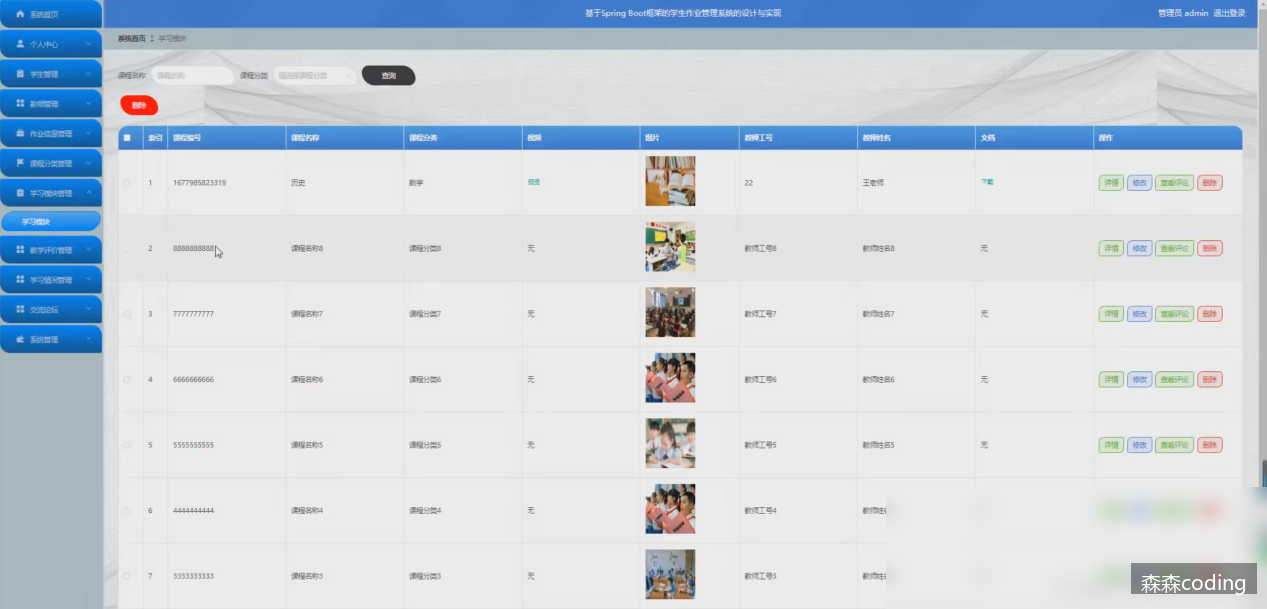 基于Spring Boot框架的学生作业管理系统的设计与实现
管理员 admin 退出登录
系统首页
个人中心
学生管理
教师管理
作业信息管理
课程分类管理
学习模块管理
学习模块
教学评价管理
学习情况管理
交流论坛
系统管理
系统首页 学习模块
课程名称 课程名称 课程分类 请选择课程分类 查询
删除
索引 课程编号 课程名称 课程分类 视频 图片 教师工号 教师姓名 文档 操作
1 1677985823319 历史 数学 预览 22 王老师 下载 详情 修改 查看评论 删除
2 8888888888 课程名称8 课程分类8 无 教师工号8 教师姓名8 无 详情 修改 查看评论 删除
3 7777777777 课程名称7 课程分类7 无 教师工号7 教师姓名7 无 详情 修改 查看评论 删除
4 6666666666 课程名称6 课程分类6 无 教师工号6 教师姓名6 无 详情 修改 查看评论 删除
5 5555555555 课程名称5 课程分类5 无 教师工号5 教师姓名5 无 详情 修改 查看评论 删除
6 4444444444 课程名称4 课程分类4 无 教师工号4 教师姓
7 3333333333 课程名称3 课程分类3 无 教师工号3 教师姓
森森coding